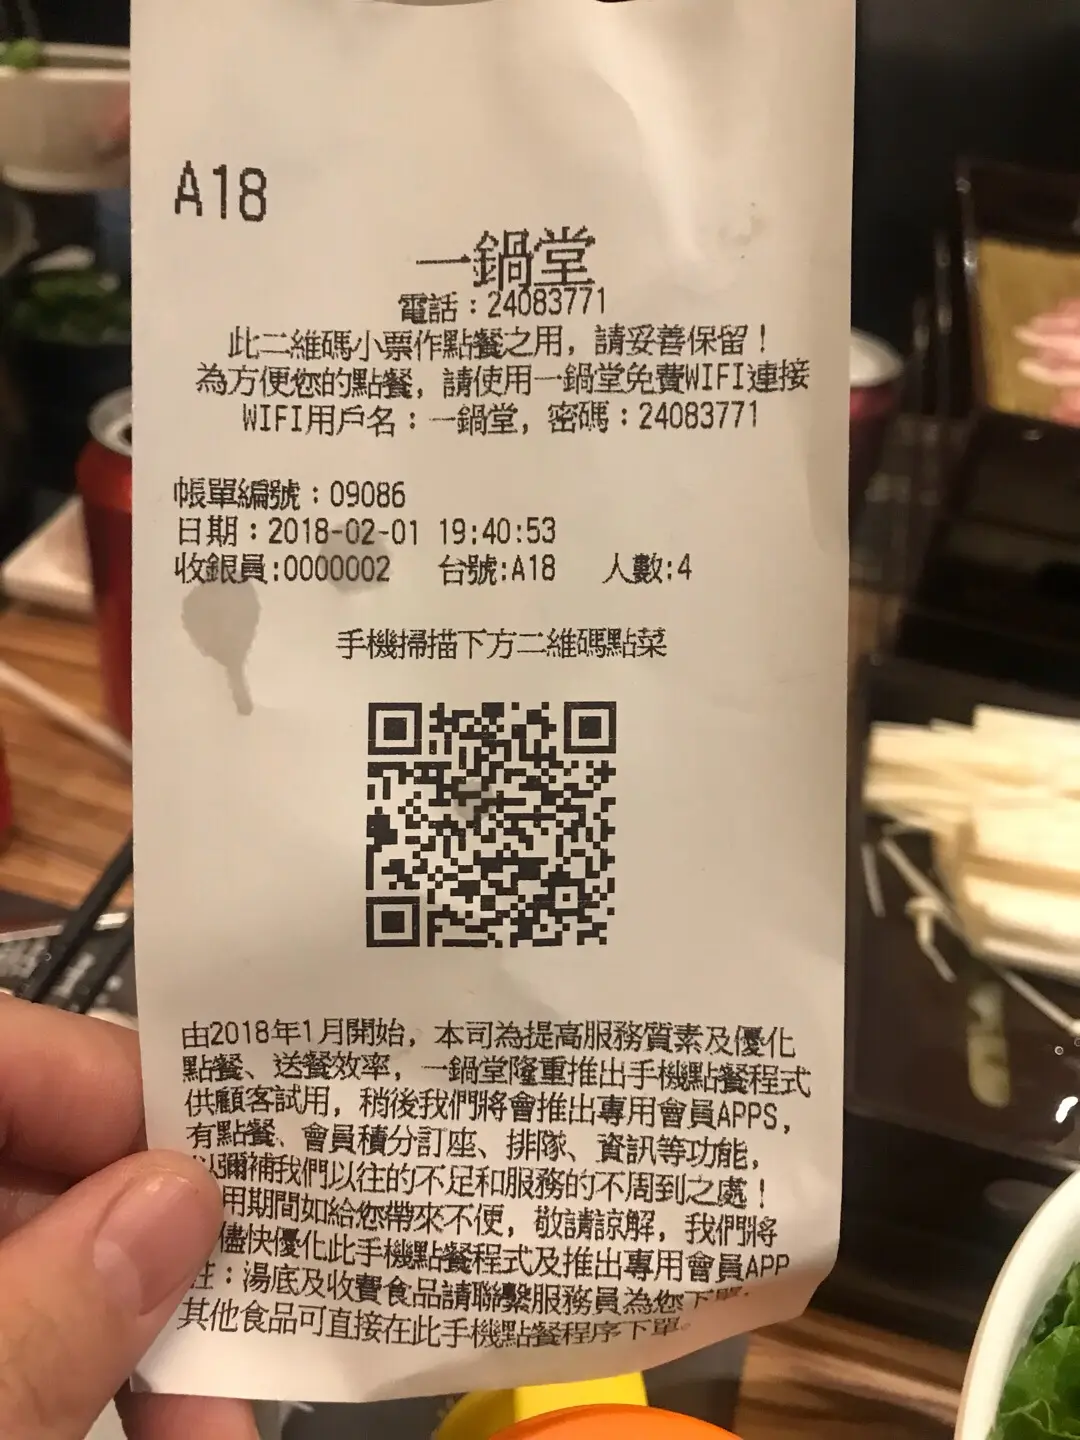 A18
一鍋堂
電話：24083771
此二維碼小票作點餐之用，請妥善保留！
為方便您的點餐，請使用一鍋堂免費WIFI連接
WIFI用戶名：一鍋堂，密碼：24083771
帳單編號：09086
日期：2018-02-01 19:40:53
收銀員:0000002 台號:A18 人數:4
手機掃描下方二維碼點菜
由2018年1月開始，本司為提高服務質素及優化
點餐、送餐效率，一鍋堂隆重推出手機點餐程式
供顧客試用，稍後我們將會推出專用會員APPS，
有點餐、會員積分訂座、排隊、資訊等功能，
以彌補我們以往的不足和服務的不周到之處！
用期間如給您帶來不便，敬請諒解，我們將
儘快優化此手機點餐程式及推出專用會員APP
註：湯底及收費食品請聯繫服務員為您下單，
其他食品可直接在此手機點餐程序下單。